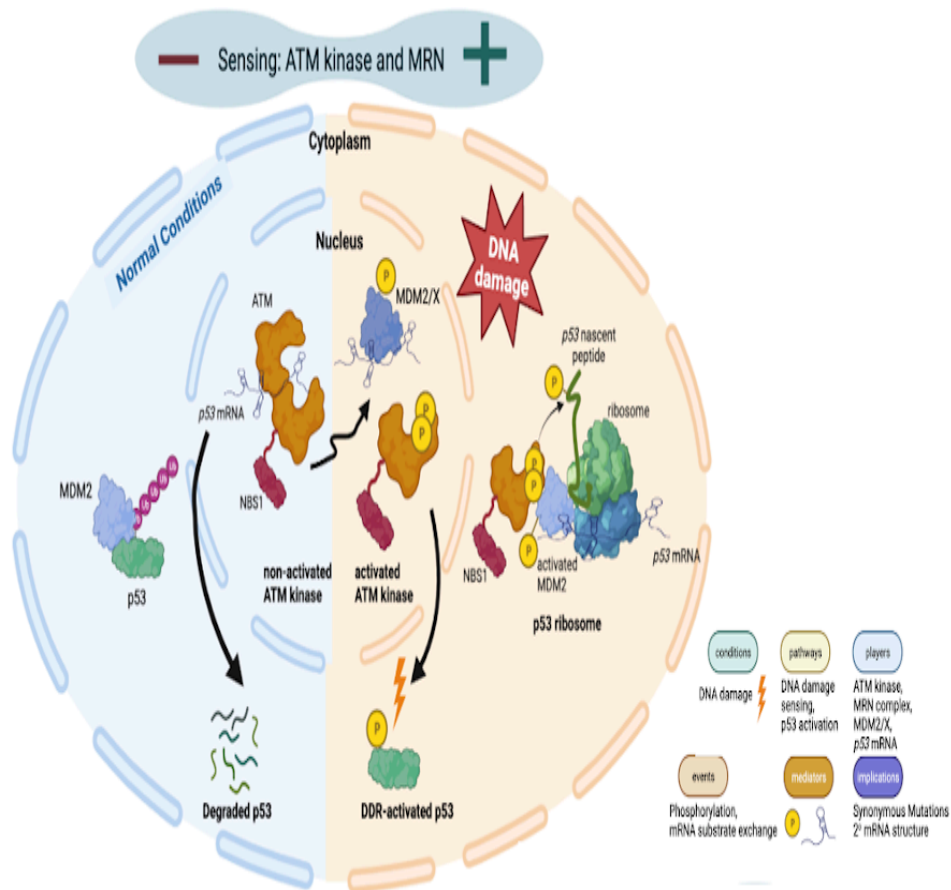 Sensing: ATM kinase and MRN
Cytoplasm
Normal Conditions
Nucleus
DNA
damage
P
MDM2/X
ATM
p53 nascent
peptide
P
ribosome
p53 mRNA
P
P
P
P
MDM2
NBS1
P
activated
MDM2
NBS1
p53 mRNA
p53
non-activated
ATM kinase
activated
ATM kinase
p53 ribosome
P
Degraded p53
DDR-activated p53
conditions
DNA damage
pathways
DNA damage
sensing,
p53 activation
players
ATM kinase,
MRN complex,
MDM2/X,
p53 mRNA
events
Phosphorylation,
mRNA substrate exchange
mediators
P
implications
Synonymous Mutations
2° mRNA structure